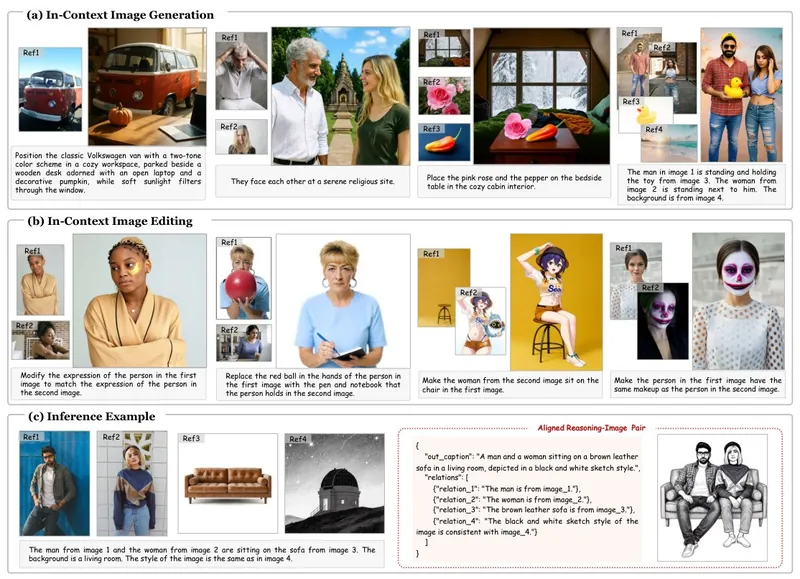 (a) In-Context Image Generation
Ref1
Position the classic Volkswagen van with a two-tone
color scheme in a cozy workspace, parked beside a
wooden desk adorned with an open laptop and a
decorative pumpkin, while soft sunlight filters
through the window.
Ref1
Ref2
They face each other at a serene religious site.
Ref1
Ref2
Ref3
Place the pink rose and the pepper on the bedside
table in the cozy cabin interior.
Ref1
Ref2
Ref3
Ref4
The man in image 1 is standing and holding
the toy from image 3. The woman from
image 2 is standing next to him. The
background is from image 4.
(b) In-Context Image Editing
Ref1
Ref2
Modify the expression of the person in the first
image to match the expression of the person in
the second image.
Ref1
Ref2
Replace the red ball in the hands of the person in
the first image with the pen and notebook that
the person holds in the second image.
Ref1
Ref2
Make the woman from the second image sit on the
chair in the first image.
Ref1
Ref2
Make the person in the first image have the
same makeup as the person in the second image.
(c) Inference Example
Ref1
Ref2
Ref3
Ref4
The man from image 1 and the woman from image 2 are sitting on the sofa from image 3. The
background is a living room. The style of the image is the same as in image 4.
Aligned Reasoning-Image Pair
{
"out_caption": "A man and a woman sitting on a brown leather
sofa in a living room, depicted in a black and white sketch style.",
"relations": [
{"relation_1": "The man is from image_1."},
{"relation_2": "The woman is from image_2."},
{"relation_3": "The brown leather sofa is from image_3."},
{"relation_4": "The black and white sketch style of the
image is consistent with image_4."}
]
}